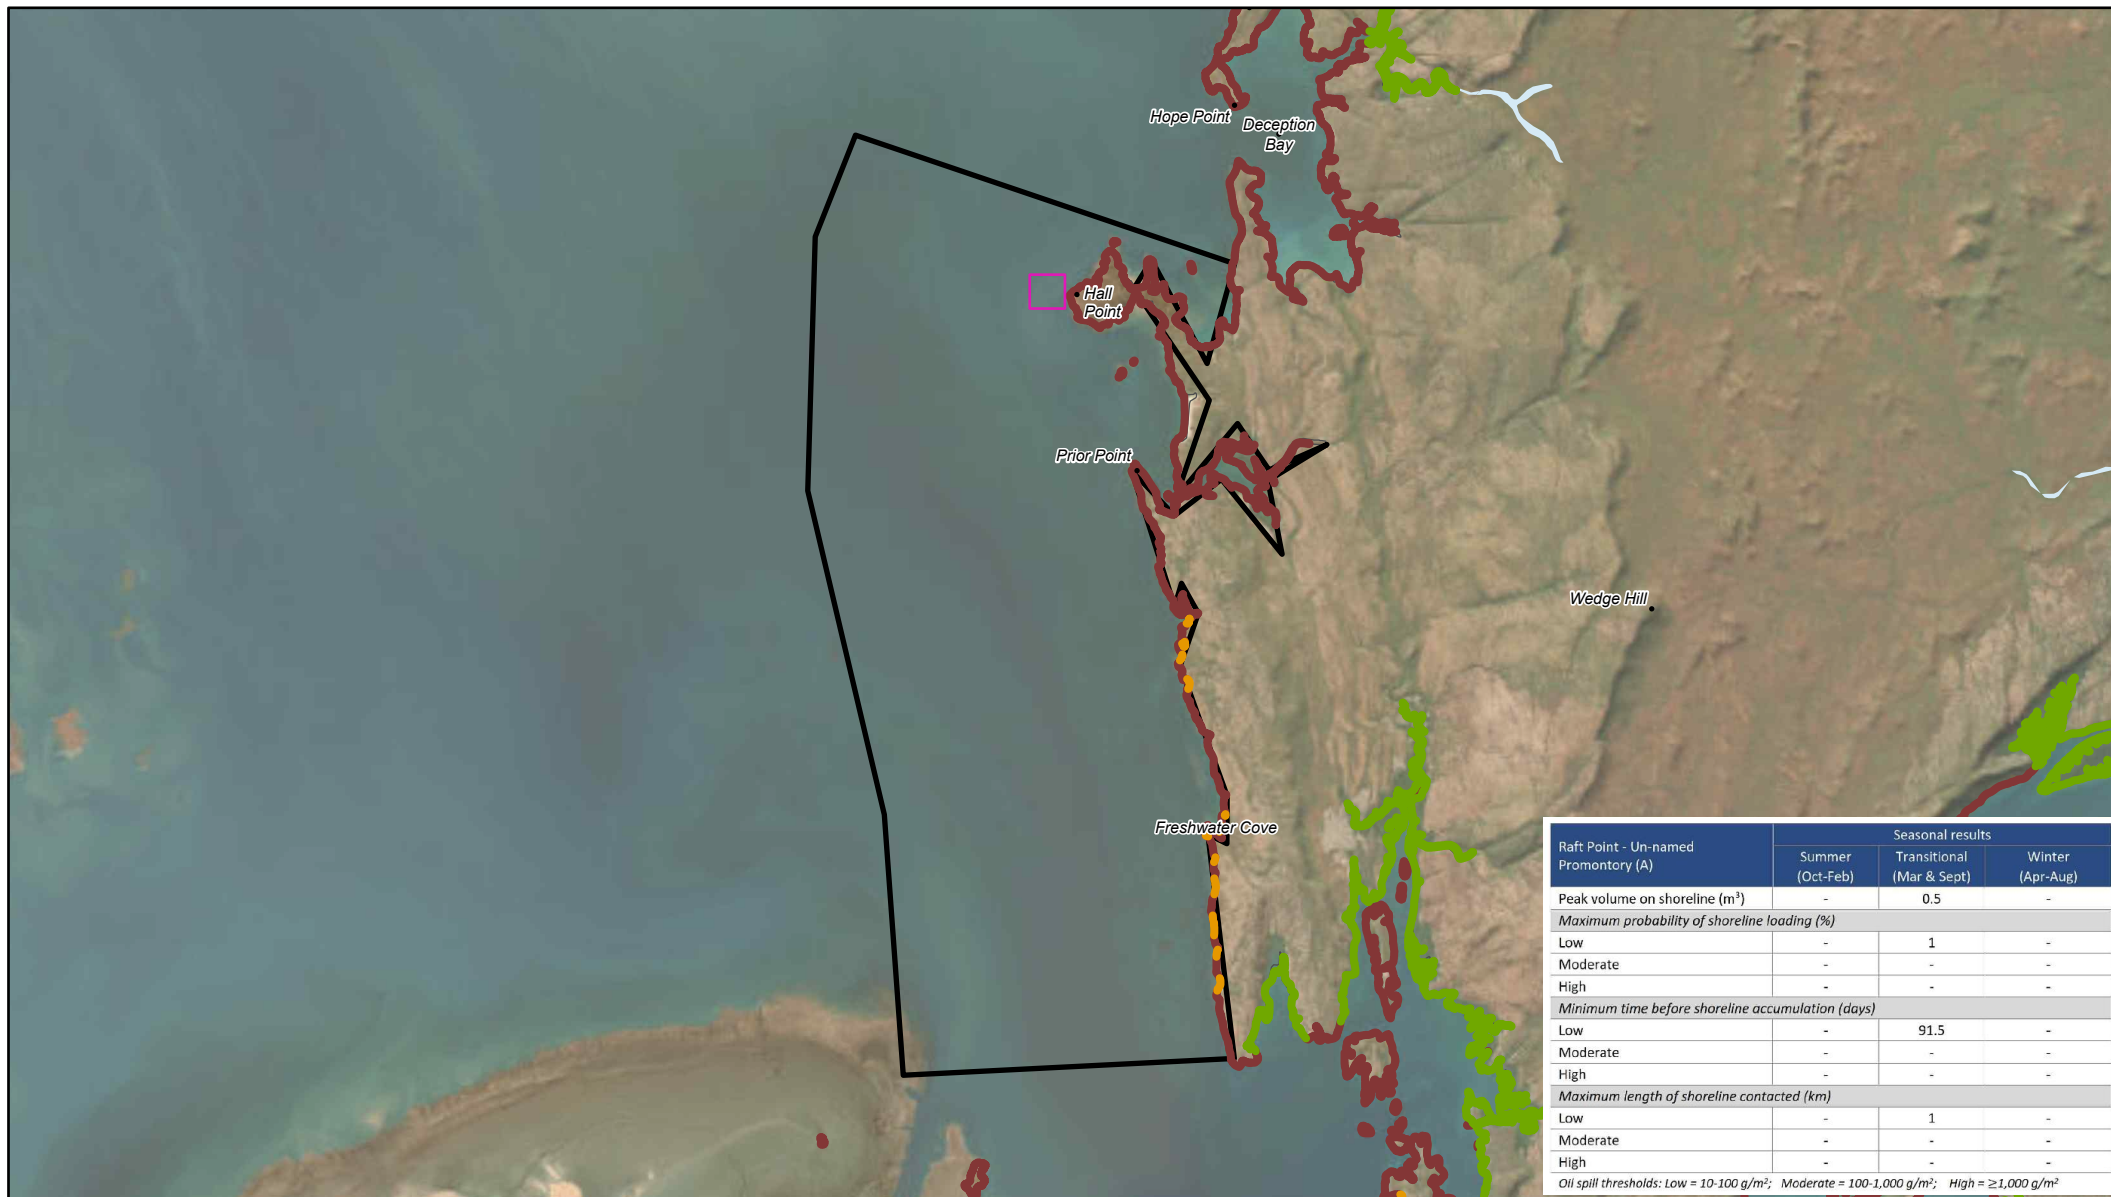 Hope Point
Deception
Bay
Hall
Point
Prior Point
Wedge Hill
Freshwater Cove
Raft Point - Un-named
Promontory (A)
Seasonal results
Summer
(Oct-Feb)
Transitional
(Mar & Sept)
Winter
(Apr-Aug)
Peak volume on shoreline (m³) - 0.5 -
Maximum probability of shoreline loading (%)
Low - 1 -
Moderate - - -
High - - -
Minimum time before shoreline accumulation (days)
Low - 91.5 -
Moderate - - -
High - - -
Maximum length of shoreline contacted (km)
Low - 1 -
Moderate - - -
High - - -
Oil spill thresholds: Low = 10-100 g/m²; Moderate = 100-1,000 g/m²; High = ≥1,000 g/m²